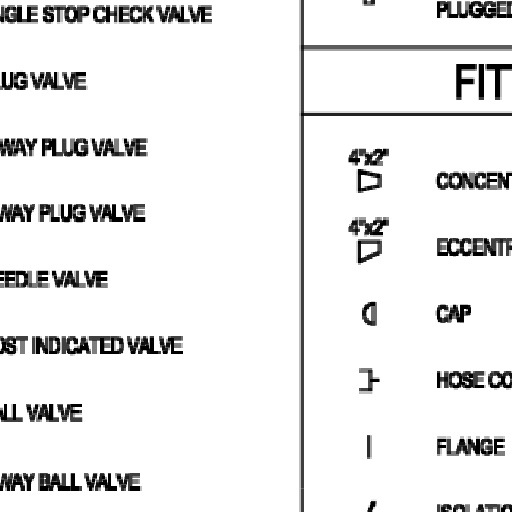 NGLE STOP CHECK VALVE
LUG VALVE
WAY PLUG VALVE
WAY PLUG VALVE
EEDLE VALVE
OST INDICATED VALVE
ALL VALVE
WAY BALL VALVE
PLUGGED
FIT
4"x2"
CONCENT
4"x2"
ECCENTR
CAP
HOSE CO
FLANGE
ISOLATIO